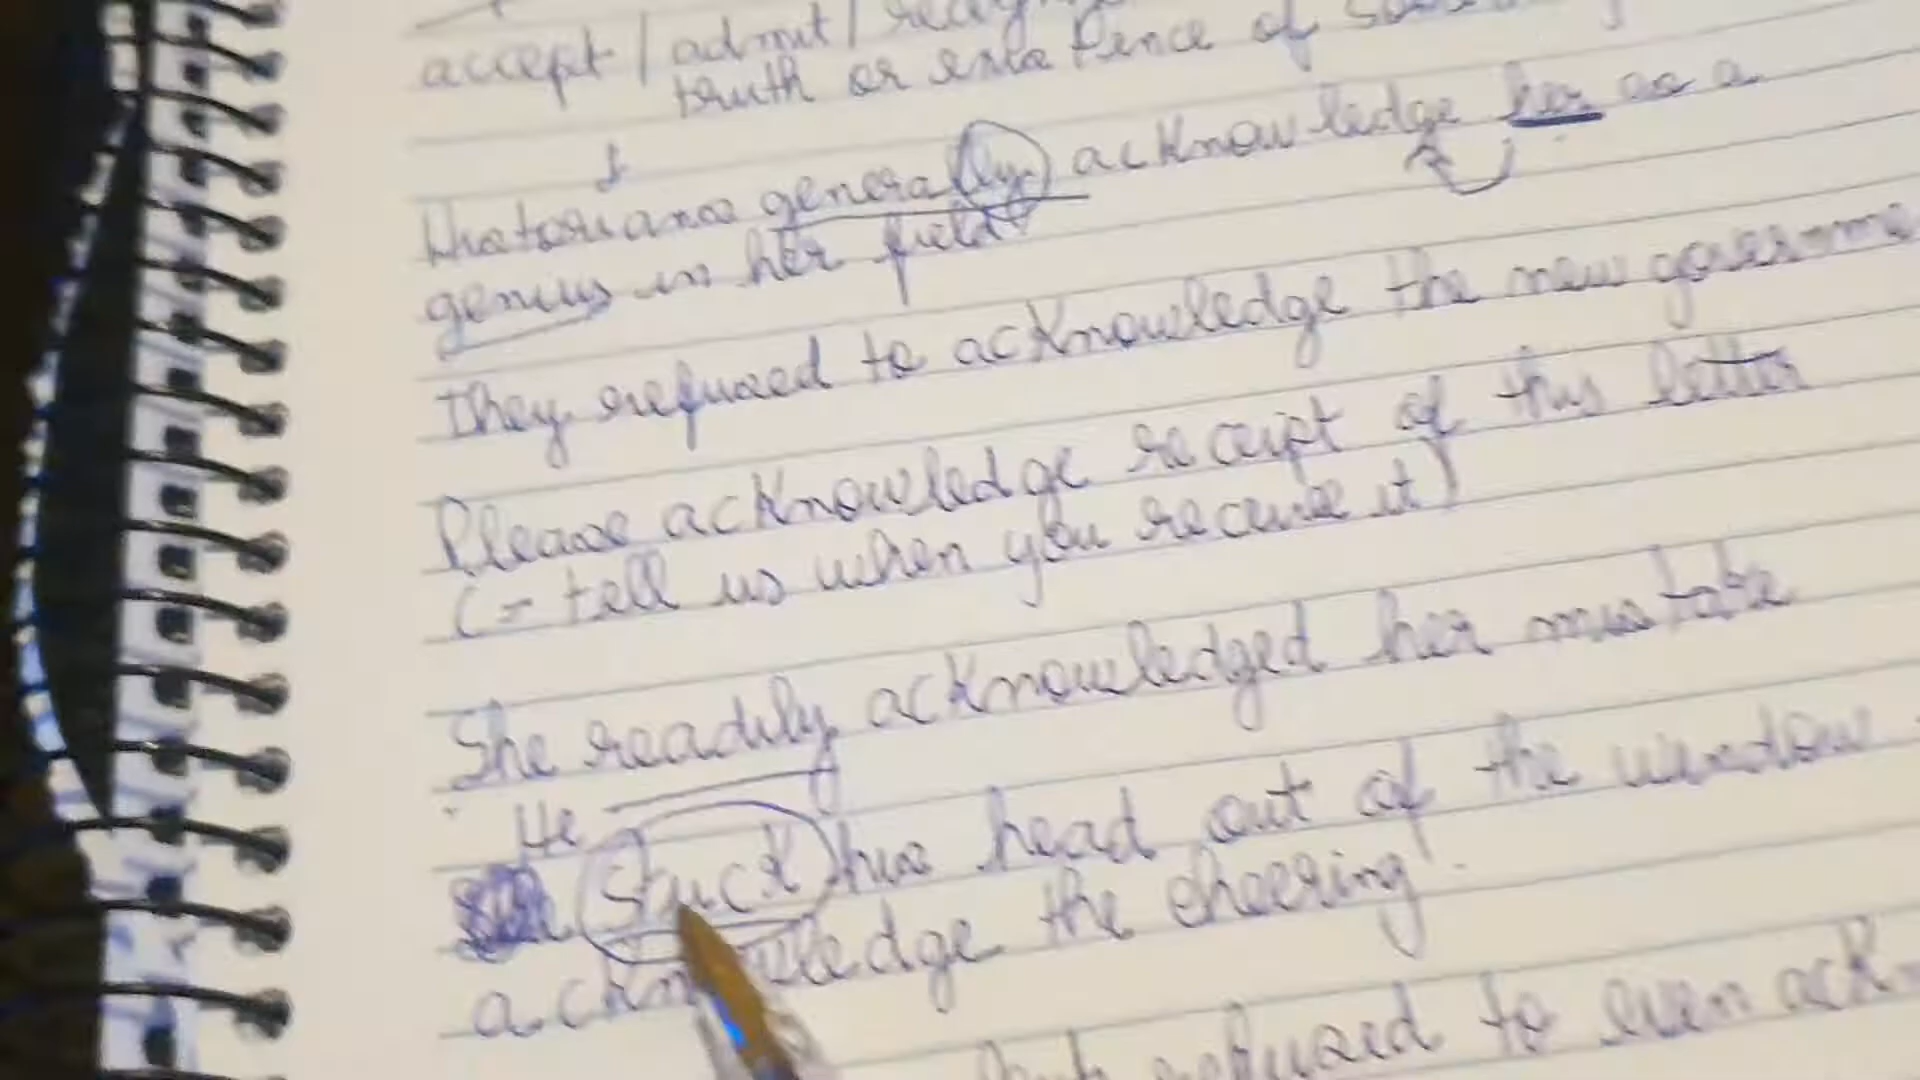 accept / admit /
truth or existence of
Historians generally acknowledge her as a
genius in her field
They refused to acknowledge the new governme
Please acknowledge receipt of this letter
(= tell us when you receive it)
She readily acknowledged her mistake
He
stuck his head out of the window
acknowledge the cheering.
refused to even ackn